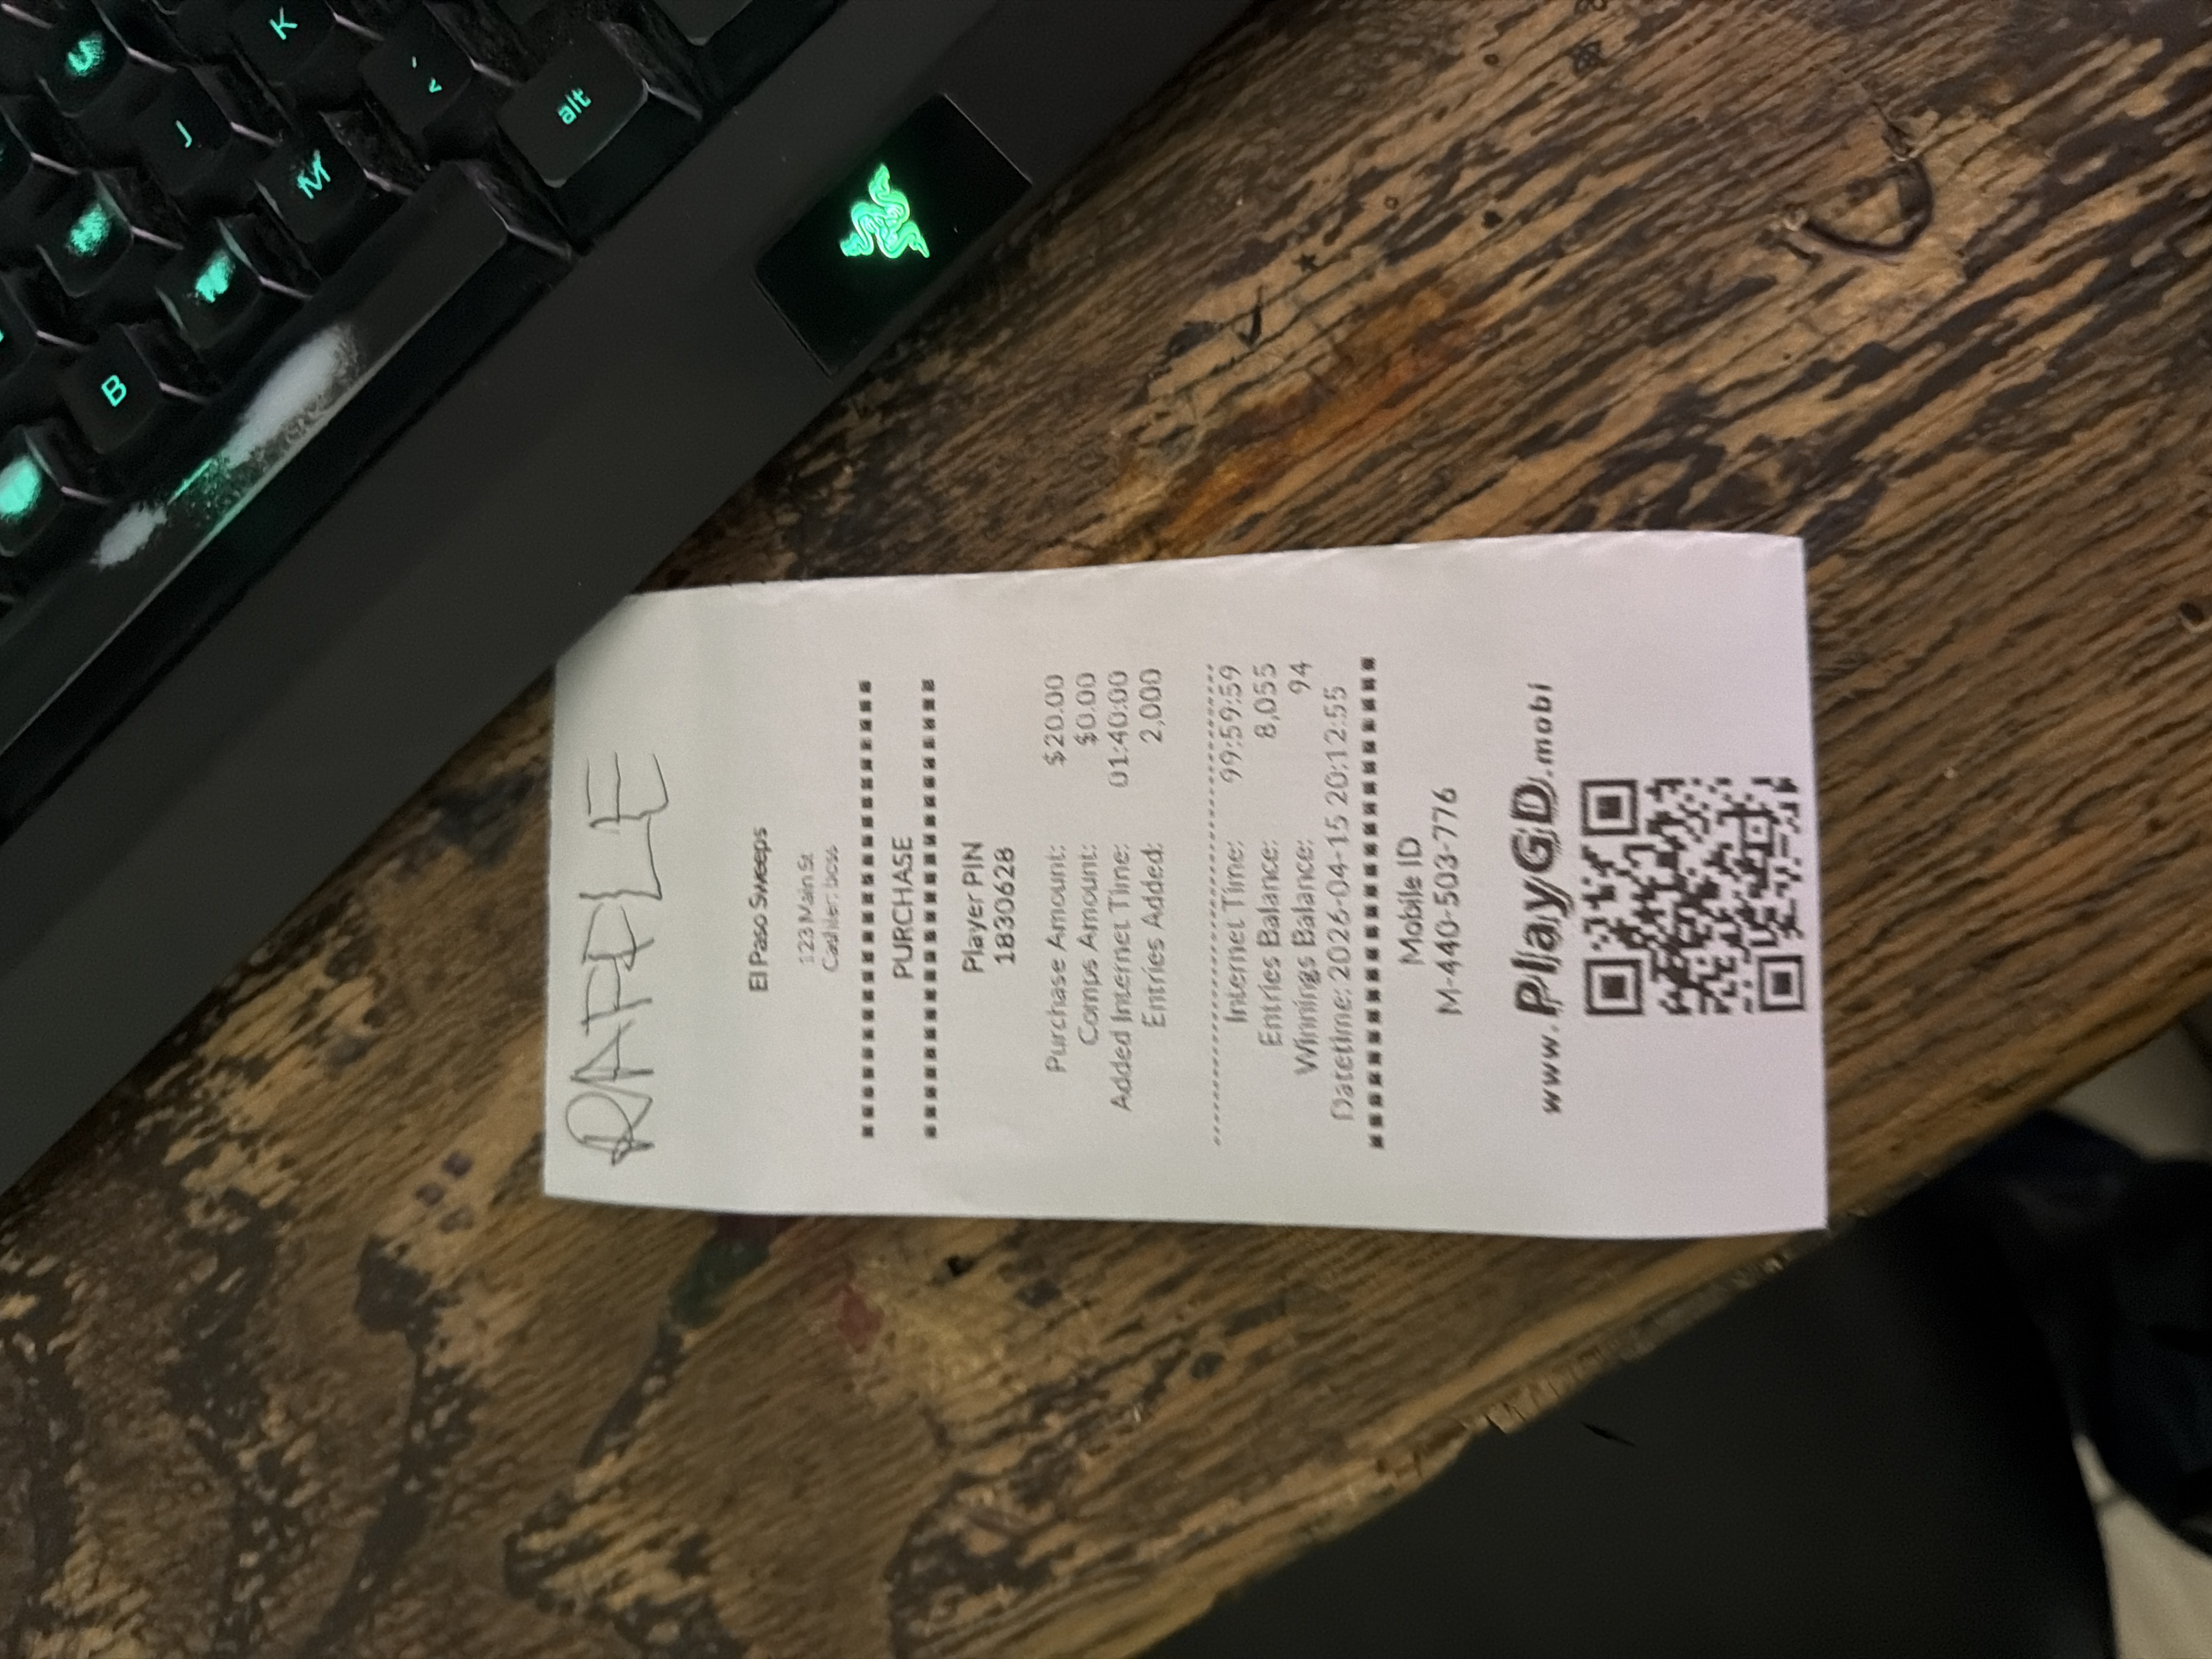 K
J
M
B
alt
RAFFLE
El Paso Sweeps
123 Main St
Cashier: boss
PURCHASE
Player PIN
1830628
Purchase Amount: $20.00
Comps Amount: $0.00
Added Internet Time: 01:40:00
Entries Added: 2,000
Internet Time: 99:59:59
Entries Balance: 8,055
Winnings Balance: 94
Datetime: 2026-04-15 20:12:55
Mobile ID
M-440-503-776
www.PlayGD.mobi